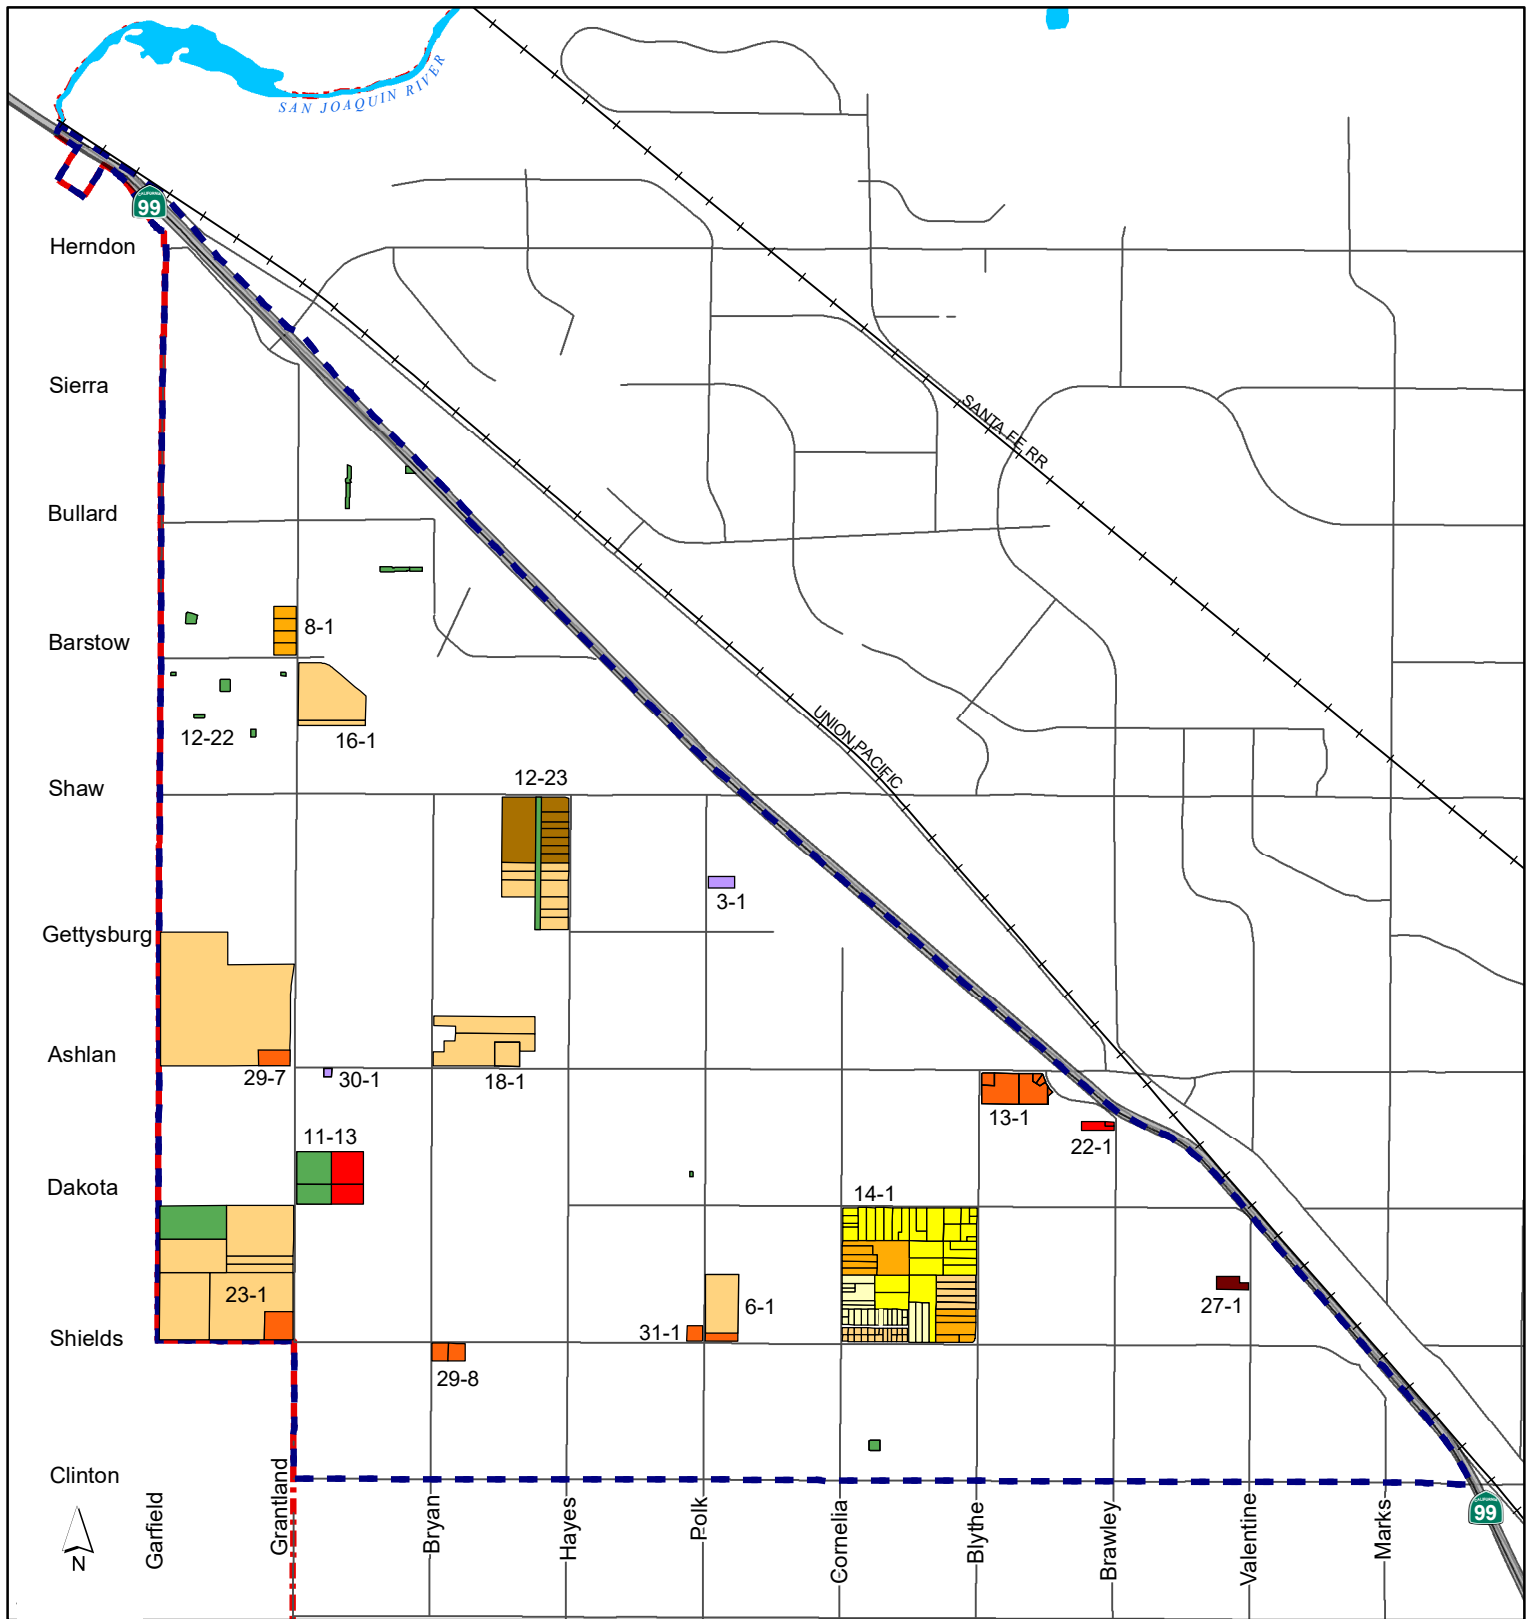 SAN JOAQUIN RIVER
CALIFORNIA
99
Herndon
Sierra
SANTA FE RR
Bullard
8-1
Barstow
12-22
16-1
UNION PACIFIC
Shaw
12-23
3-1
Gettysburg
Ashlan
29-7
30-1
18-1
13-1
22-1
11-13
Dakota
14-1
23-1
6-1
27-1
31-1
Shields
29-8
Clinton
Garfield
Grantland
Bryan
Hayes
Polk
Cornelia
Blythe
Brawley
Valentine
Marks
CALIFORNIA
99
N